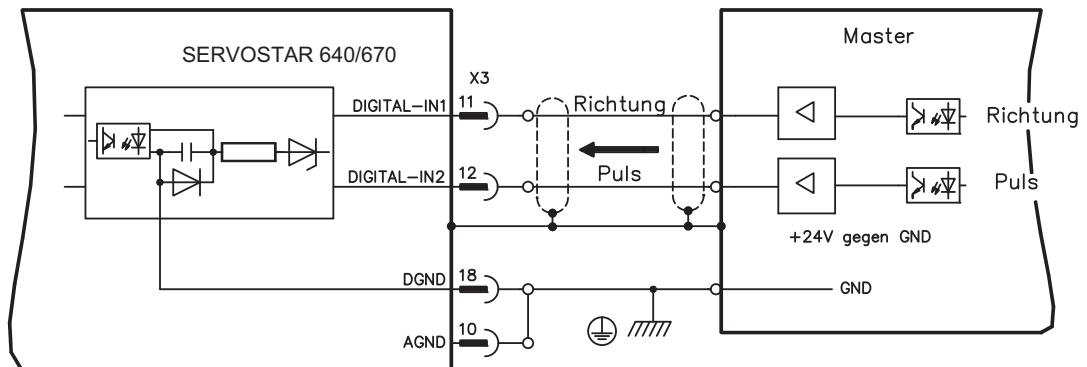 SERVOSTAR 640/670
Master
X3
DIGITAL-IN1 11
Richtung
Richtung
DIGITAL-IN2 12
Puls
Puls
+24V gegen GND
DGND 18
GND
AGND 10